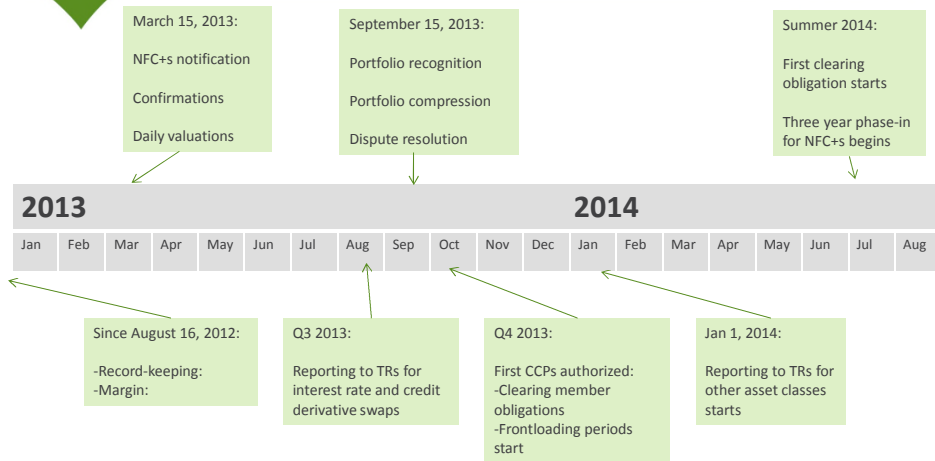 March 15, 2013:
NFC+s notification
Confirmations
Daily valuations
September 15, 2013:
Portfolio recognition
Portfolio compression
Dispute resolution
Summer 2014:
First clearing
obligation starts
Three year phase-in
for NFC+s begins
2013 2014
Jan Feb Mar Apr May Jun Jul Aug Sep Oct Nov Dec Jan Feb Mar Apr May Jun Jul Aug
Since August 16, 2012:
-Record-keeping:
-Margin:
Q3 2013:
Reporting to TRs for
interest rate and credit
derivative swaps
Q4 2013:
First CCPs authorized:
-Clearing member
obligations
-Frontloading periods
start
Jan 1, 2014:
Reporting to TRs for
other asset classes
starts